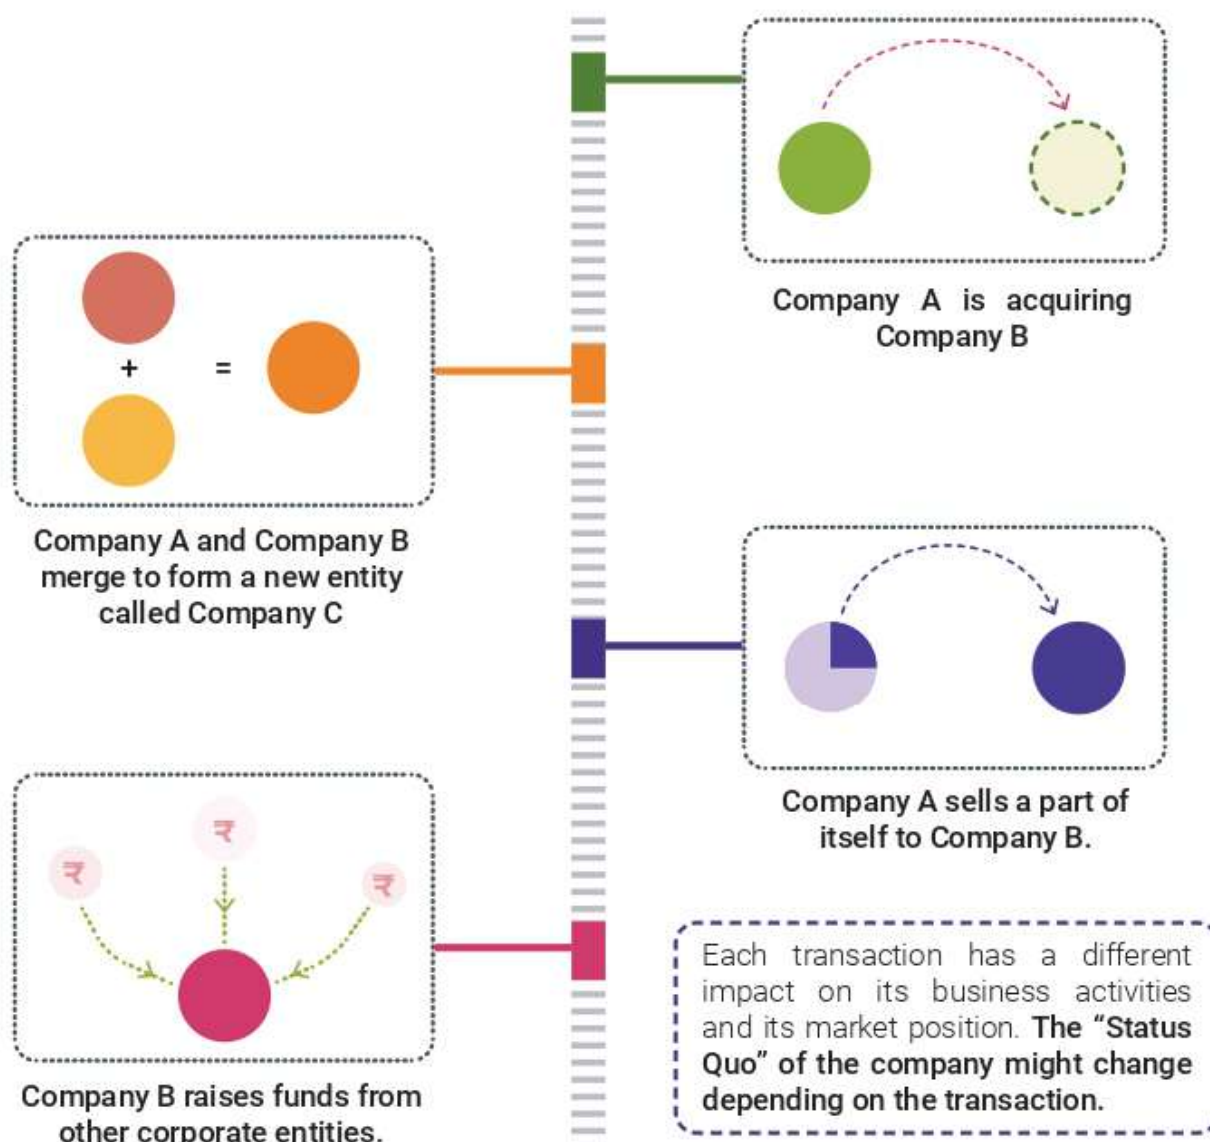 Company A is acquiring
Company B
+
=
Company A and Company B
merge to form a new entity
called Company C
Company A sells a part of
itself to Company B.
₹
₹
₹
Company B raises funds from
other corporate entities.
Each transaction has a different
impact on its business activities
and its market position. The “Status
Quo” of the company might change
depending on the transaction.